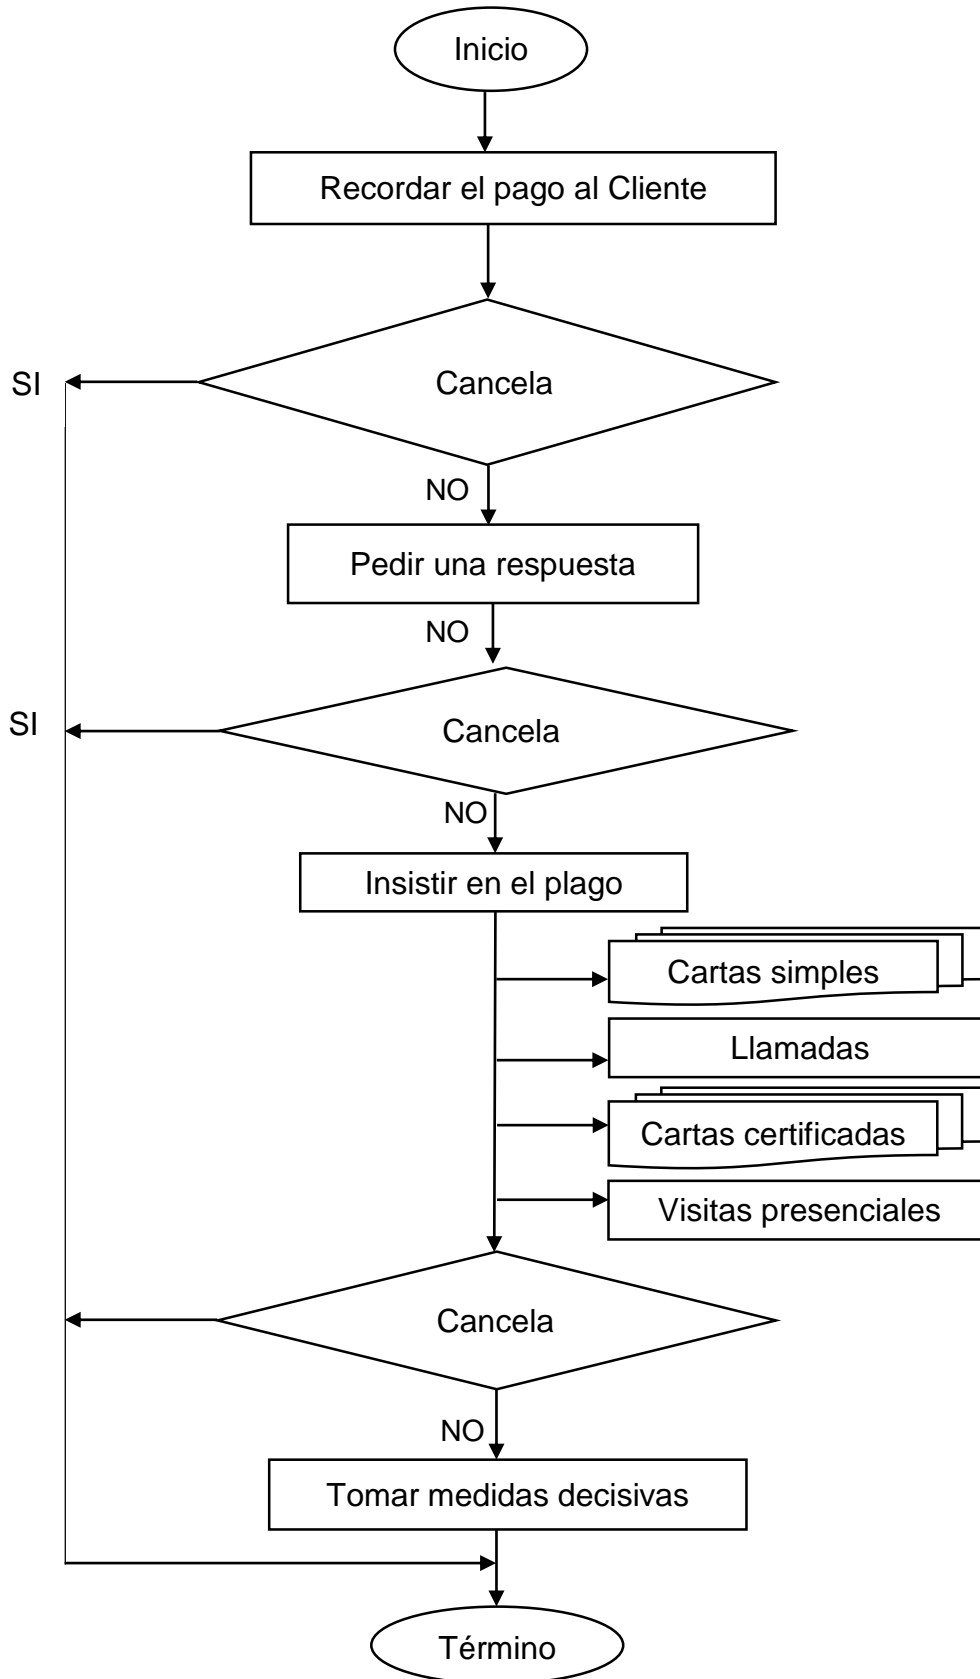 Inicio
Recordar el pago al Cliente
SI
Cancela
NO
Pedir una respuesta
NO
SI
Cancela
NO
Insistir en el plago
Cartas simples
Llamadas
Cartas certificadas
Visitas presenciales
Cancela
NO
Tomar medidas decisivas
Término